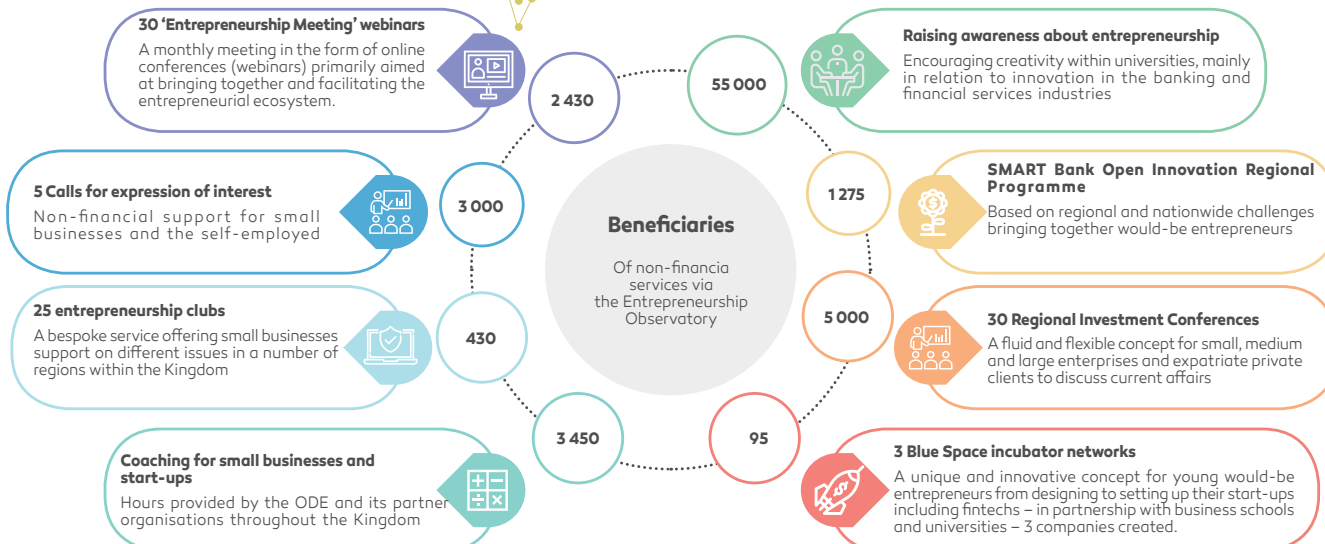 30 ‘Entrepreneurship Meeting’ webinars
A monthly meeting in the form of online
conferences (webinars) primarily aimed
at bringing together and facilitating the
entrepreneurial ecosystem.
2 430
5 Calls for expression of interest
Non-financial support for small
businesses and the self-employed
3 000
25 entrepreneurship clubs
A bespoke service offering small businesses
support on different issues in a number of
regions within the Kingdom
430
Coaching for small businesses and
start-ups
Hours provided by the ODE and its partner
organisations throughout the Kingdom
3 450
Beneficiaries
Of non-financia
services via
the Entrepreneurship
Observatory
55 000
Raising awareness about entrepreneurship
Encouraging creativity within universities, mainly
in relation to innovation in the banking and
financial services industries
1 275
SMART Bank Open Innovation Regional
Programme
Based on regional and nationwide challenges
bringing together would-be entrepreneurs
5 000
30 Regional Investment Conferences
A fluid and flexible concept for small, medium
and large enterprises and expatriate private
clients to discuss current affairs
95
3 Blue Space incubator networks
A unique and innovative concept for young would-be
entrepreneurs from designing to setting up their start-ups
including fintechs – in partnership with business schools
and universities – 3 companies created.